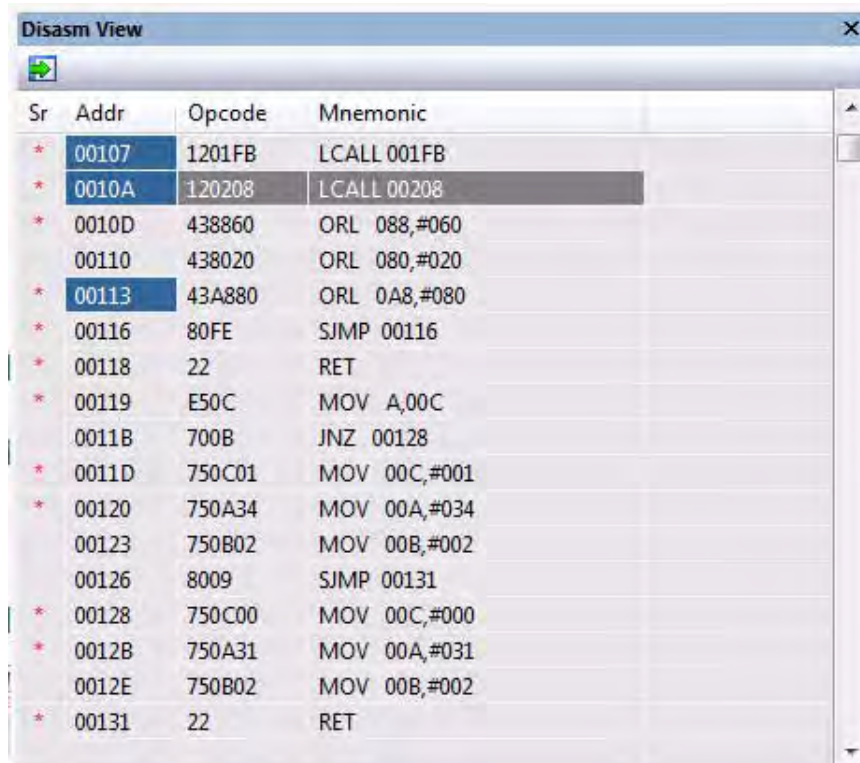 Disasm View
Sr Addr Opcode Mnemonic
* 00107 1201FB LCALL 001FB
* 0010A 120208 LCALL 00208
* 0010D 438860 ORL 088,#060
00110 438020 ORL 080,#020
* 00113 43A880 ORL 0A8,#080
* 00116 80FE SJMP 00116
* 00118 22 RET
* 00119 E50C MOV A,00C
0011B 700B JNZ 00128
* 0011D 750C01 MOV 00C,#001
* 00120 750A34 MOV 00A,#034
00123 750B02 MOV 00B,#002
00126 8009 SJMP 00131
* 00128 750C00 MOV 00C,#000
* 0012B 750A31 MOV 00A,#031
0012E 750B02 MOV 00B,#002
* 00131 22 RET